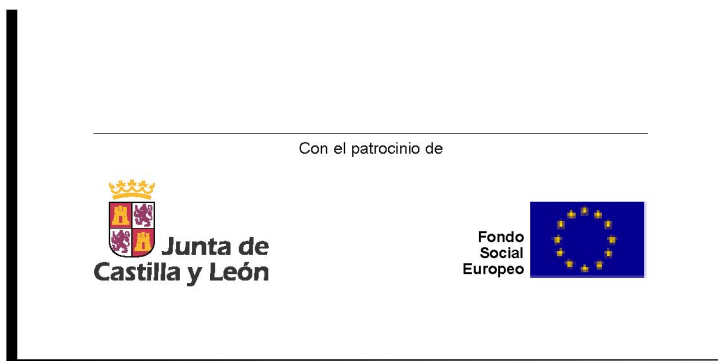 Con el patrocinio de
Junta de
Castilla y León
Fondo
Social
Europeo